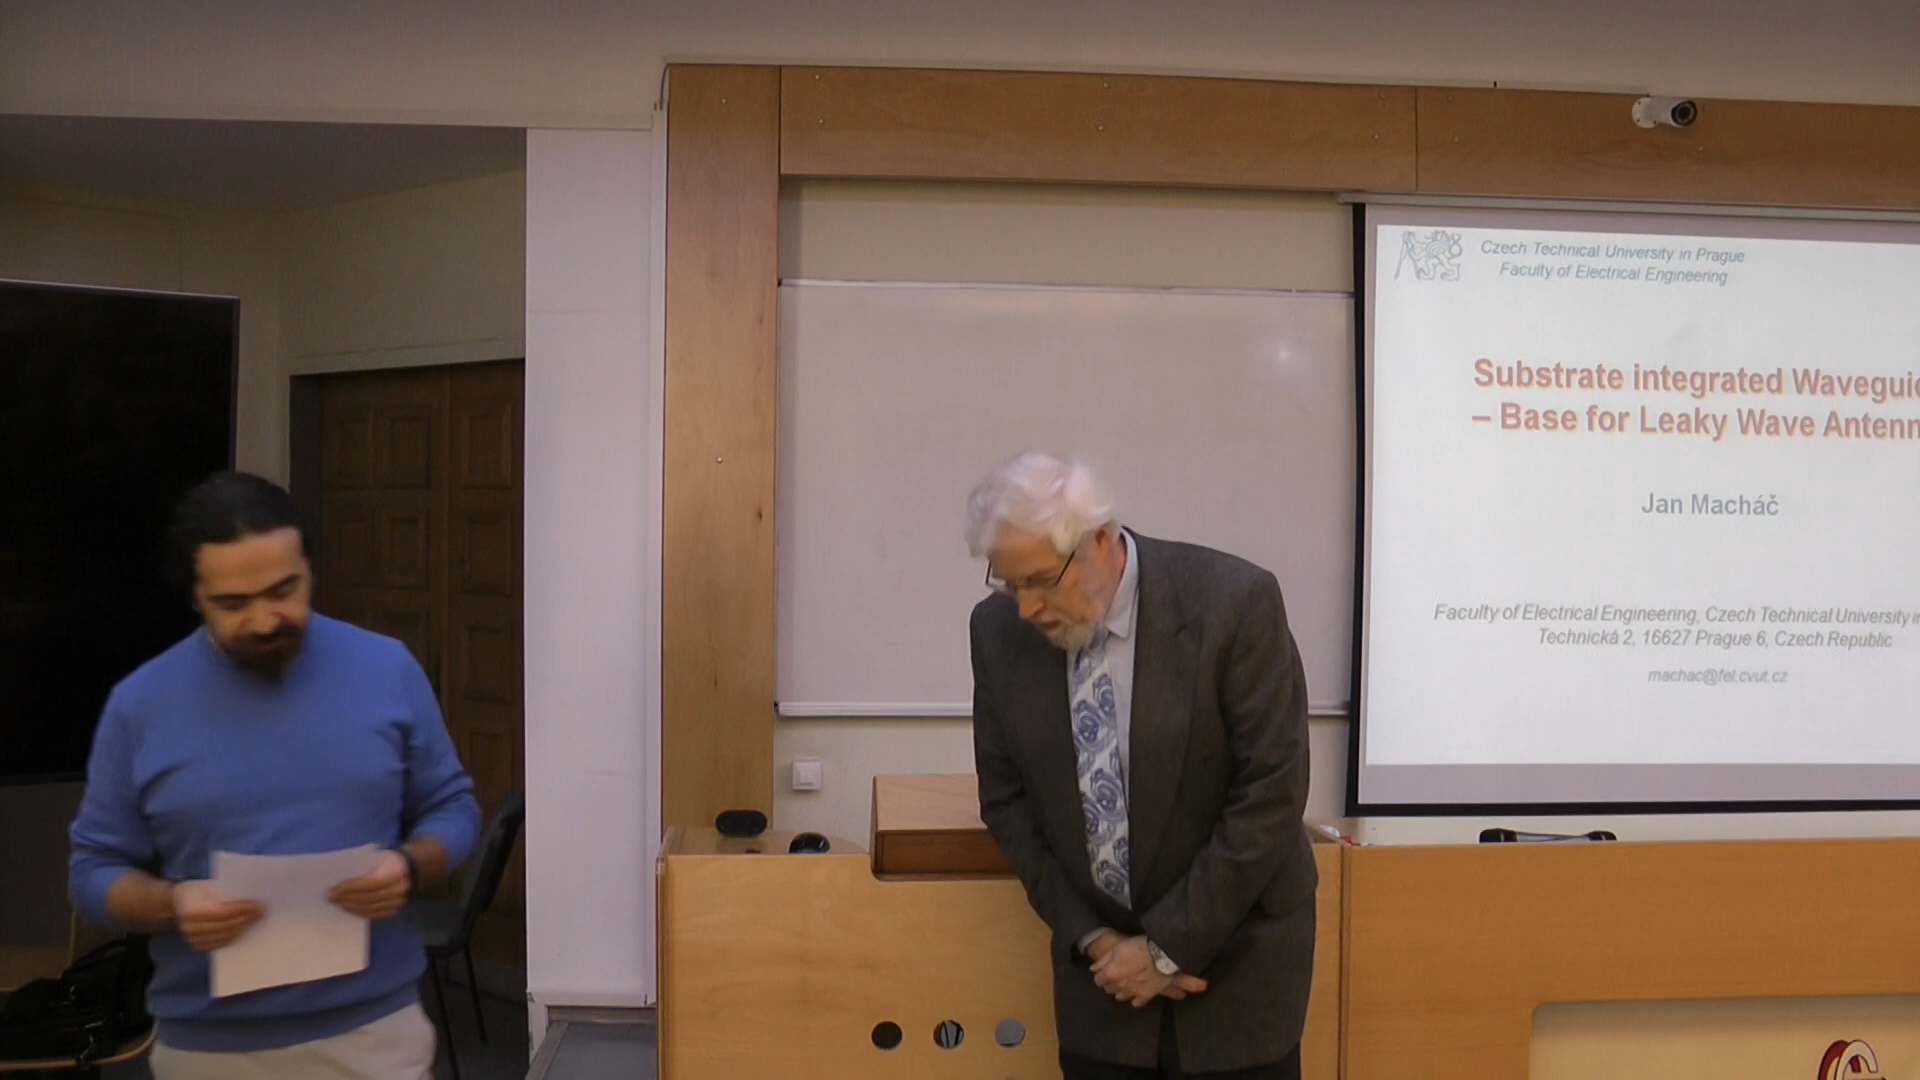 Czech Technical University in Prague
Faculty of Electrical Engineering
Substrate integrated Waveguid
– Base for Leaky Wave Antenn
Jan Macháč
Faculty of Electrical Engineering, Czech Technical University in
Technická 2, 16627 Prague 6, Czech Republic
machac@fel.cvut.cz